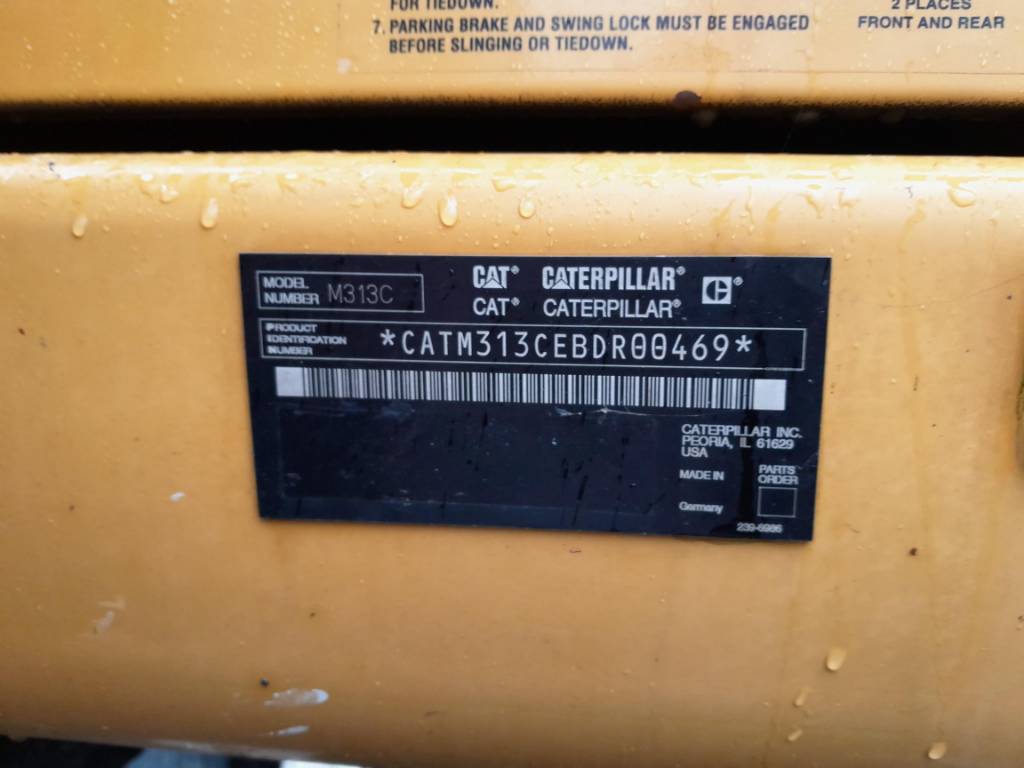 FOR TIEDOWN.
7. PARKING BRAKE AND SWING LOCK MUST BE ENGAGED
BEFORE SLINGING OR TIEDOWN.
2 PLACES
FRONT AND REAR
MODEL
NUMBER M313C
CAT® CATERPILLAR®
CAT® CATERPILLAR®
PRODUCT
IDENTIFICATION
NUMBER
*CATM313CEBDR00469*
CATERPILLAR INC.
PEORIA, IL 61629
USA
MADE IN
Germany
PARTS
ORDER
239-6986